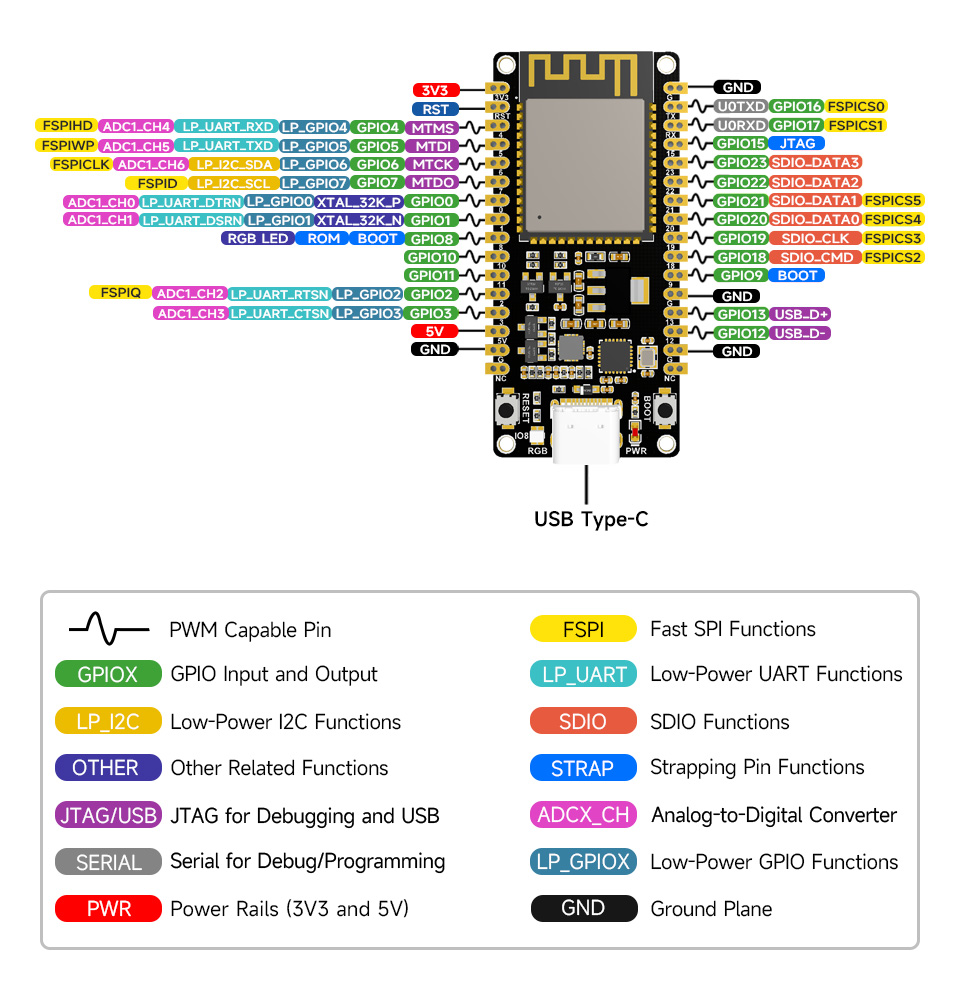 3V3
RST
FSPIHD ADC1_CH4 LP_UART_RXD LP_GPIO4 GPIO4 MTMS
FSPIWP ADC1_CH5 LP_UART_TXD LP_GPIO5 GPIO5 MTDI
FSPICLK ADC1_CH6 LP_I2C_SDA LP_GPIO6 GPIO6 MTCK
FSPID LP_I2C_SCL LP_GPIO7 GPIO7 MTDO
ADC1_CH0 LP_UART_DTRN LP_GPIO0 XTAL_32K_P GPIO0
ADC1_CH1 LP_UART_DSRN LP_GPIO1 XTAL_32K_N GPIO1
RGB LED ROM BOOT GPIO8
GPIO10
GPIO11
FSPIQ ADC1_CH2 LP_UART_RTSN LP_GPIO2 GPIO2
ADC1_CH3 LP_UART_CTSN LP_GPIO3 GPIO3
5V
GND
3V3
RST
4
5
6
7
0
1
8
10
11
2
3
5V
G
NC
G
TX
RX
15
23
22
21
20
19
18
9
G
13
12
G
NC
RESET
BOOT
IO8
RGB
PWR
GND
U0TXD GPIO16 FSPICS0
U0RXD GPIO17 FSPICS1
GPIO15 JTAG
GPIO23 SDIO_DATA3
GPIO22 SDIO_DATA2
GPIO21 SDIO_DATA1 FSPICS5
GPIO20 SDIO_DATA0 FSPICS4
GPIO19 SDIO_CLK FSPICS3
GPIO18 SDIO_CMD FSPICS2
GPIO9 BOOT
GND
GPIO13 USB_D+
GPIO12 USB_D-
GND
USB Type-C
PWM Capable Pin
GPIOX GPIO Input and Output
LP_I2C Low-Power I2C Functions
OTHER Other Related Functions
JTAG/USB JTAG for Debugging and USB
SERIAL Serial for Debug/Programming
PWR Power Rails (3V3 and 5V)
FSPI Fast SPI Functions
LP_UART Low-Power UART Functions
SDIO SDIO Functions
STRAP Strapping Pin Functions
ADCX_CH Analog-to-Digital Converter
LP_GPIOX Low-Power GPIO Functions
GND Ground Plane